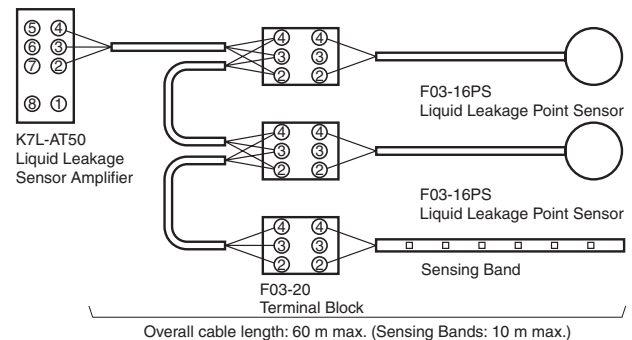 ⑤ ④
⑥ ③
⑦ ②
⑧ ①
K7L-AT50
Liquid Leakage
Sensor Amplifier
④ ④
③ ③
② ②
F03-16PS
Liquid Leakage Point Sensor
④ ④
③ ③
② ②
F03-16PS
Liquid Leakage Point Sensor
④ ④
③ ③
② ②
F03-20
Terminal Block
Sensing Band
Overall cable length: 60 m max. (Sensing Bands: 10 m max.)